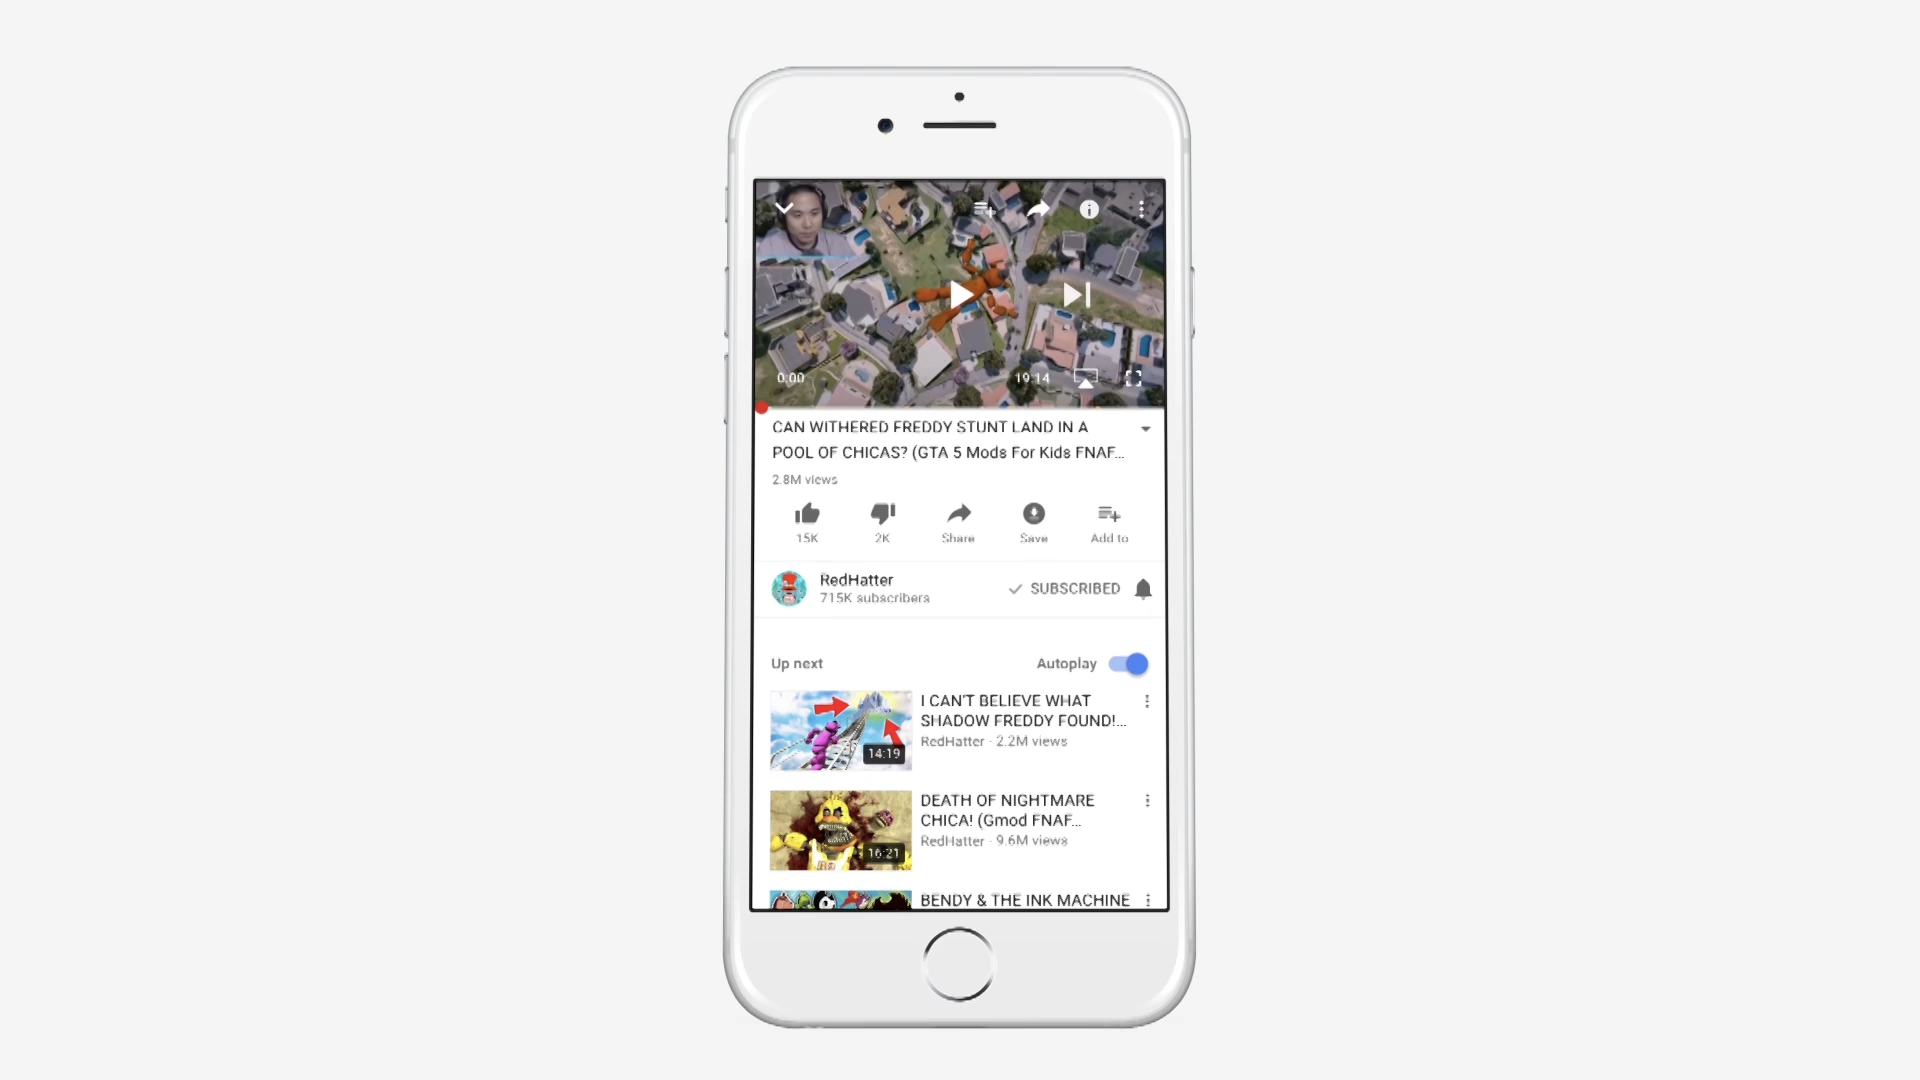 0:00
19:14
CAN WITHERED FREDDY STUNT LAND IN A
POOL OF CHICAS? (GTA 5 Mods For Kids FNAF...
2.8M views
15K
2K
Share
Save
Add to
RedHatter
715K subscribers
SUBSCRIBED
Up next
Autoplay
14:19
I CAN'T BELIEVE WHAT
SHADOW FREDDY FOUND!...
RedHatter · 2.2M views
16:21
DEATH OF NIGHTMARE
CHICA! (Gmod FNAF...
RedHatter · 9.6M views
BENDY & THE INK MACHINE